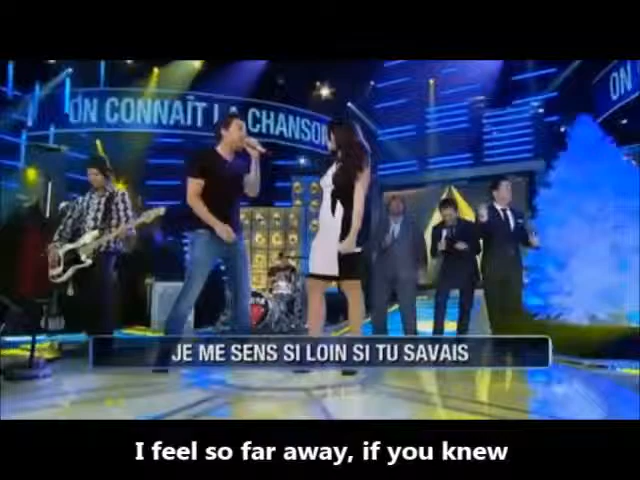 ON CONNAÎT LA CHANSON
ON
JE ME SENS SI LOIN SI TU SAVAIS
I feel so far away, if you knew